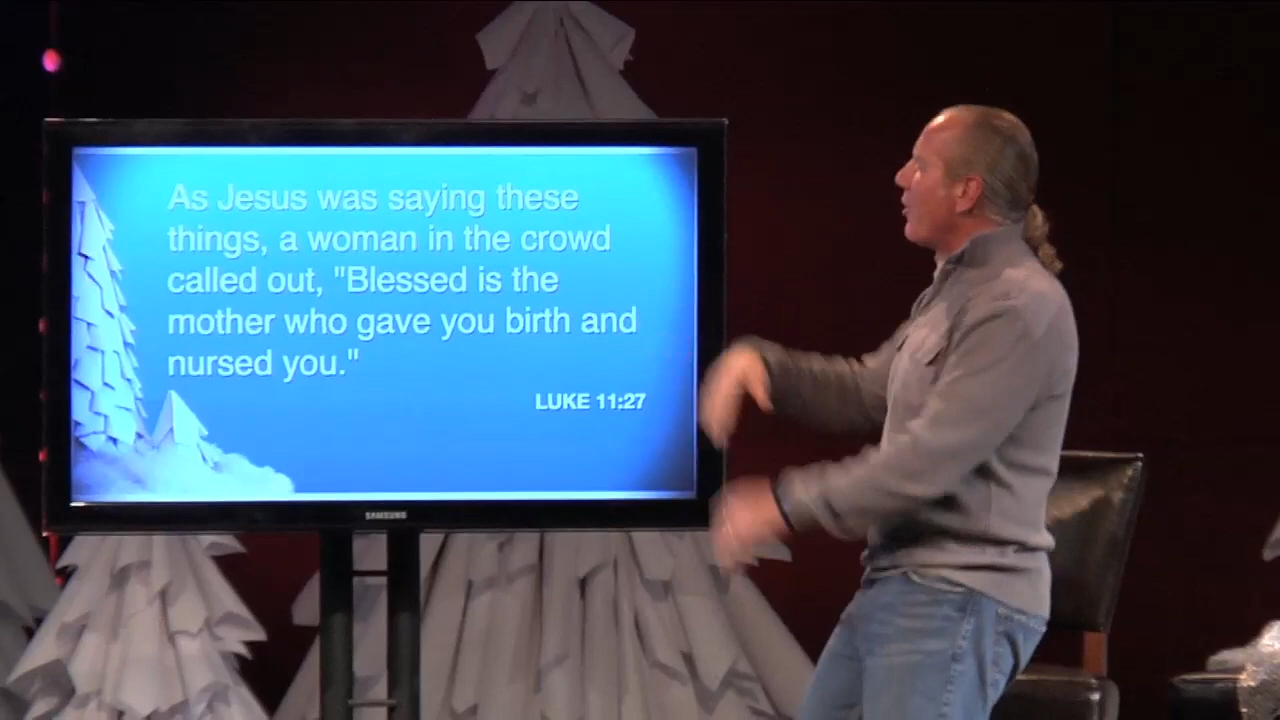 As Jesus was saying these
things, a woman in the crowd
called out, "Blessed is the
mother who gave you birth and
nursed you."
LUKE 11:27
SAMSUNG